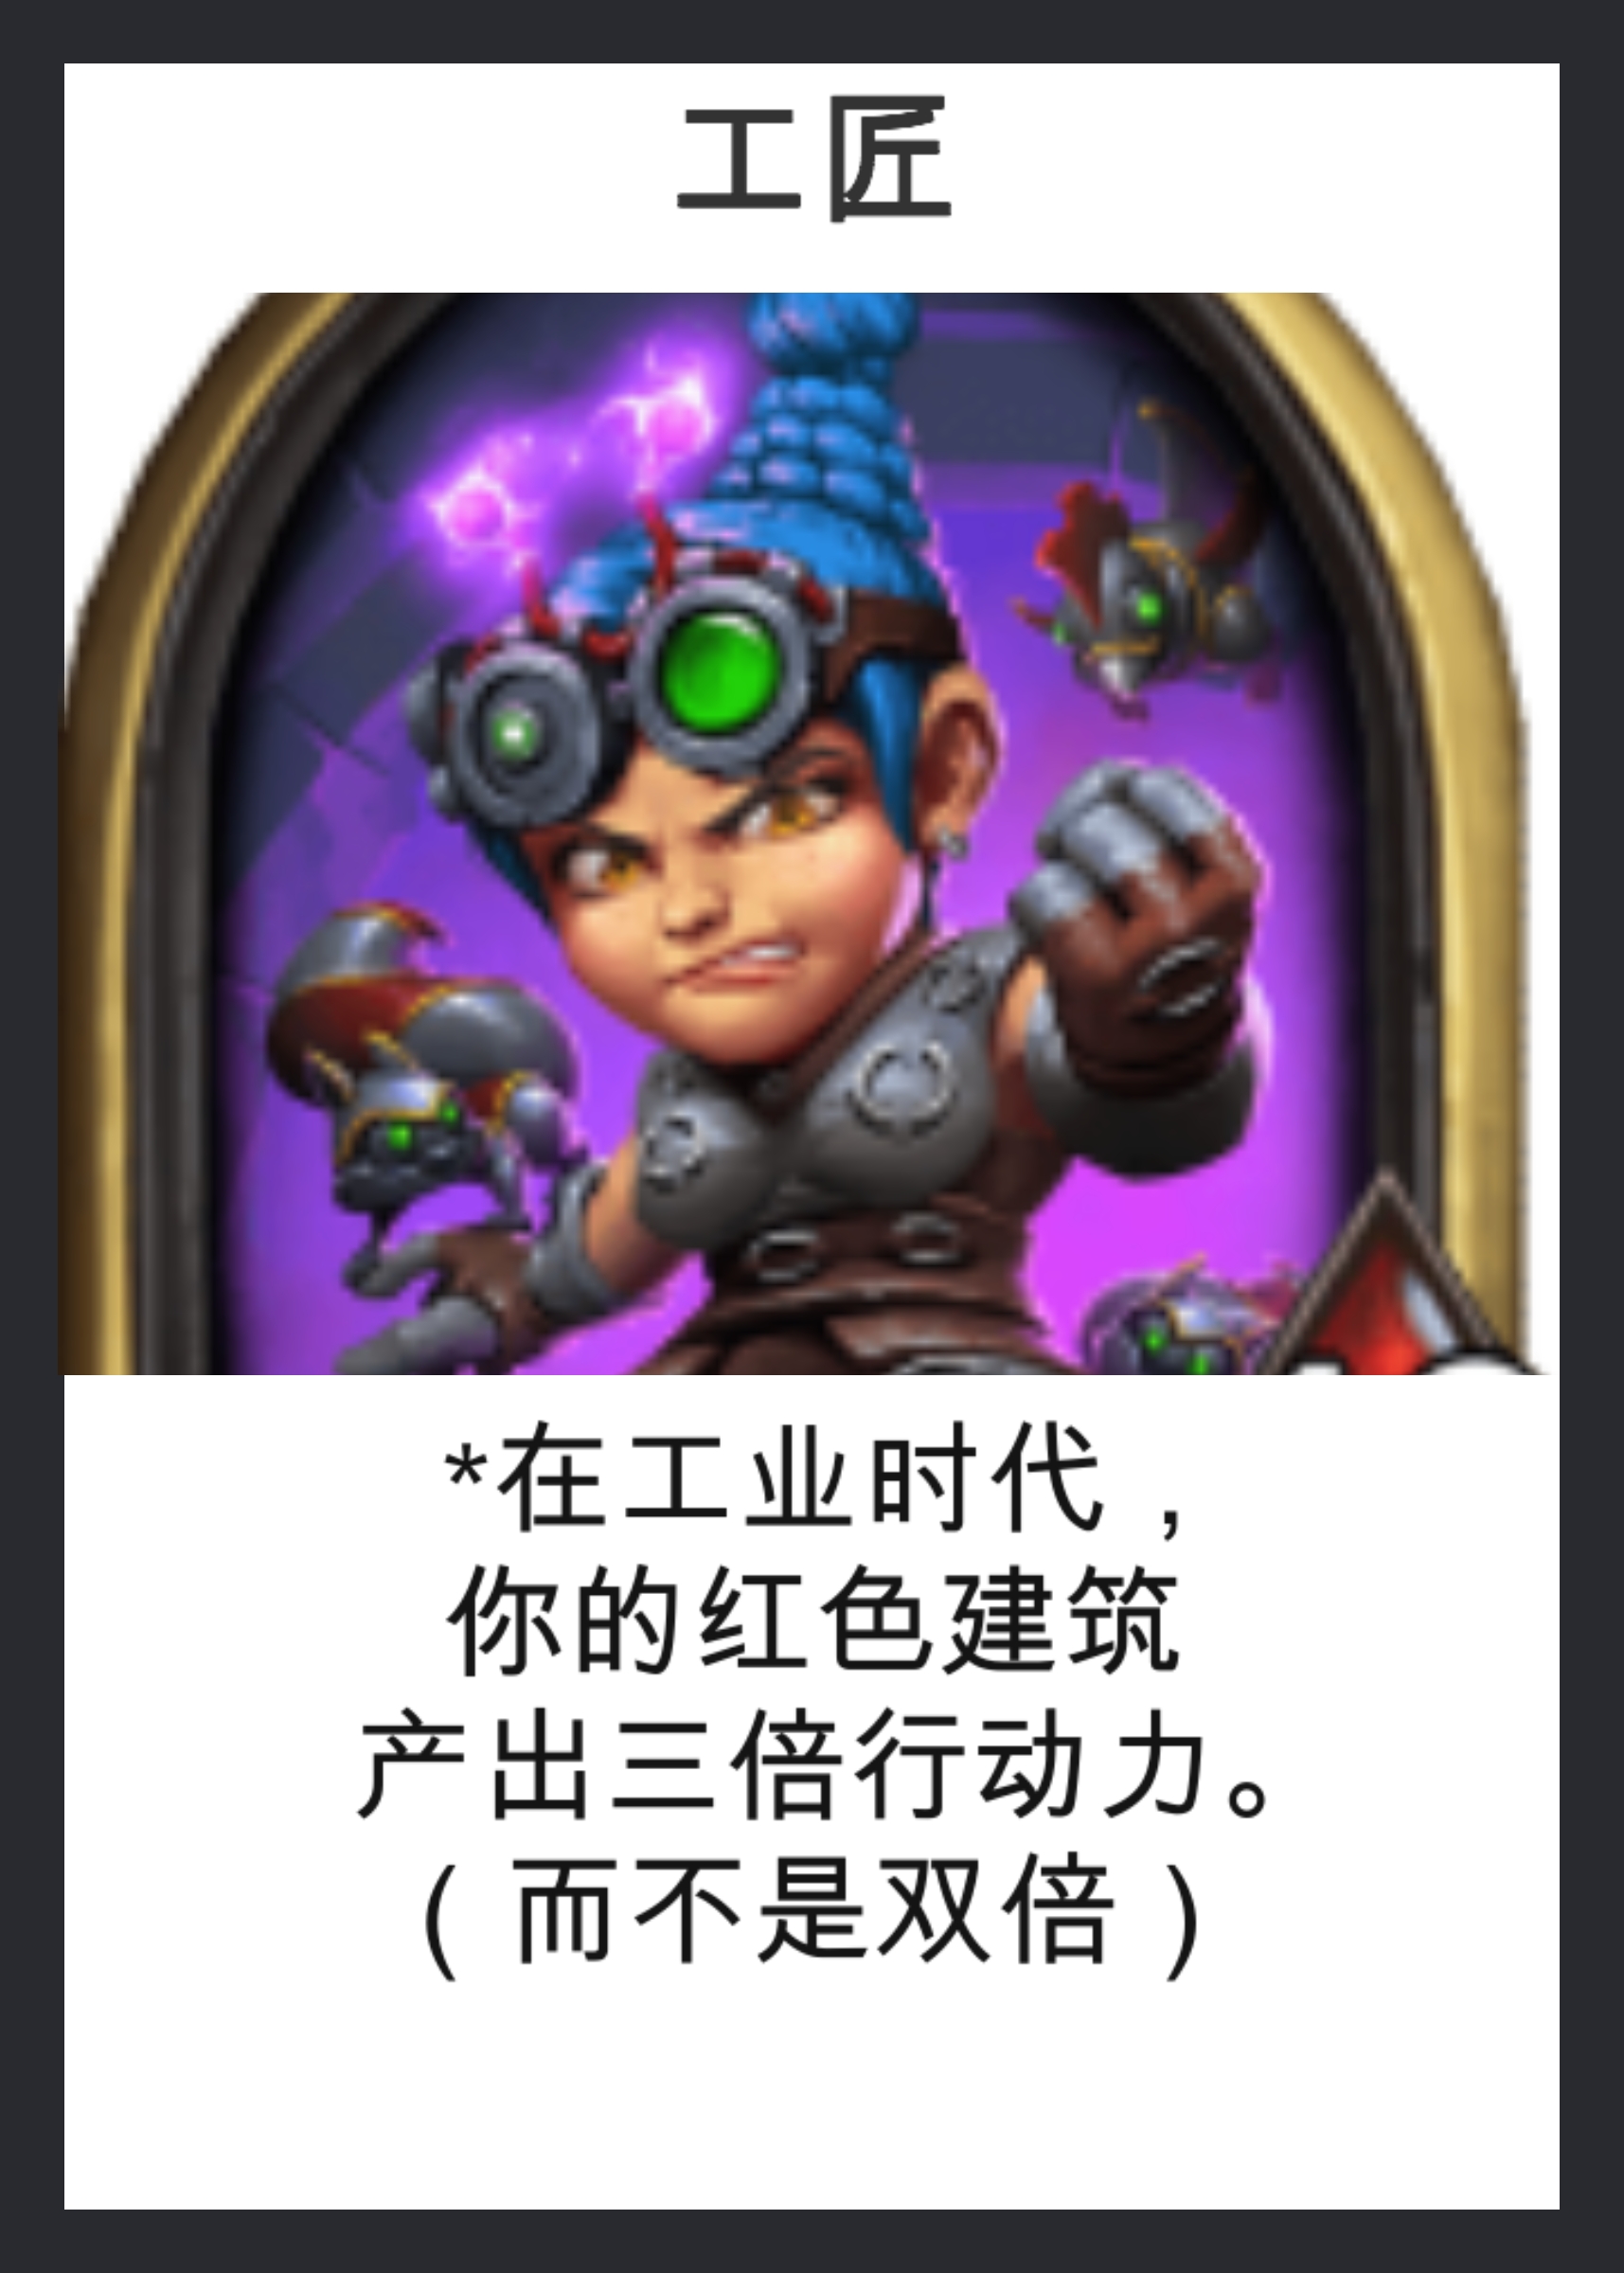 工匠
*在工业时代，
你的红色建筑
产出三倍行动力。
（而不是双倍）